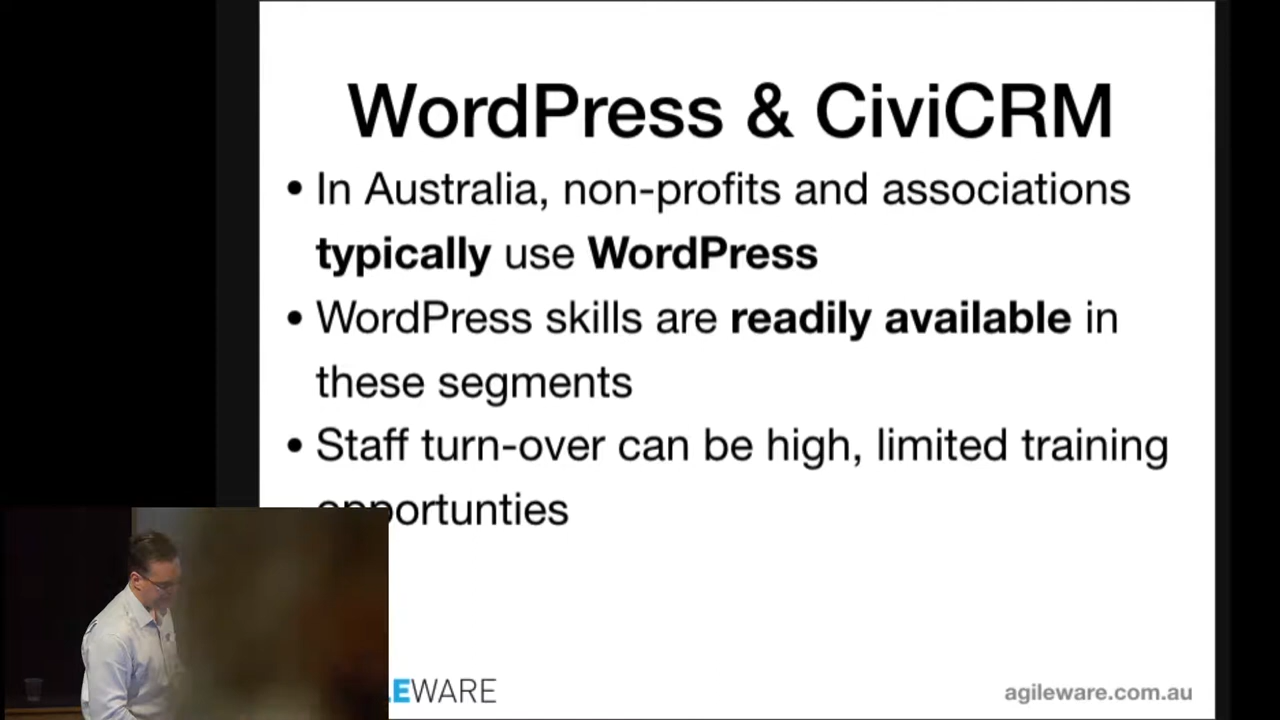 WordPress & CiviCRM
• In Australia, non-profits and associations
typically use WordPress
• WordPress skills are readily available in
these segments
• Staff turn-over can be high, limited training
opportunties
EWARE
agileware.com.au